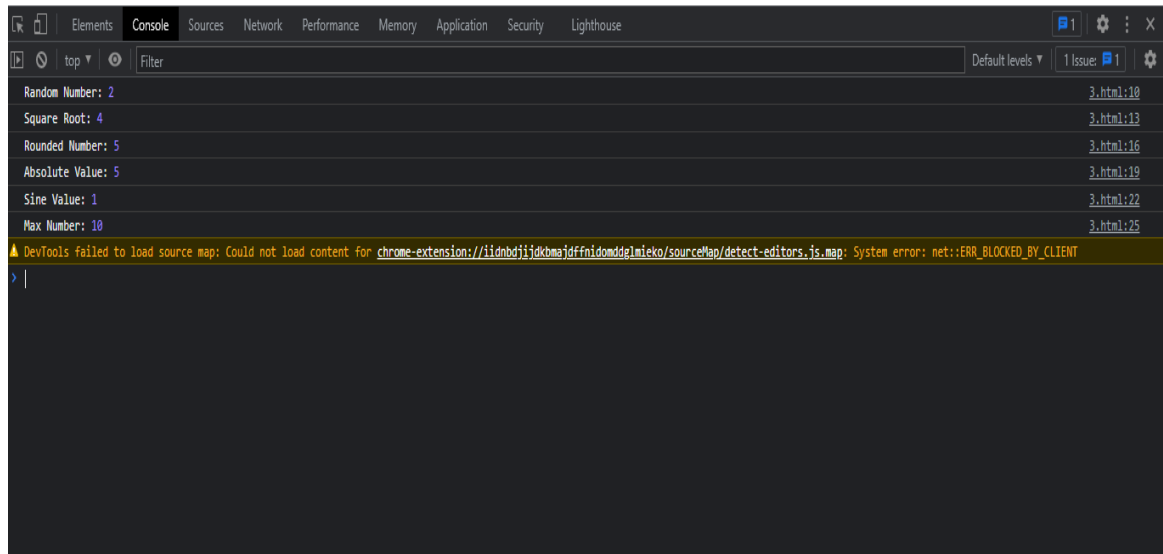 Elements Console Sources Network Performance Memory Application Security Lighthouse 1
top Filter Default levels 1 Issue: 1
Random Number: 2 3.html:10
Square Root: 4 3.html:13
Rounded Number: 5 3.html:16
Absolute Value: 5 3.html:19
Sine Value: 1 3.html:22
Max Number: 10 3.html:25
DevTools failed to load source map: Could not load content for chrome-extension://iidnbdjijdkbmajdffnidomddglmieko/sourceMap/detect-editors.js.map: System error: net::ERR_BLOCKED_BY_CLIENT